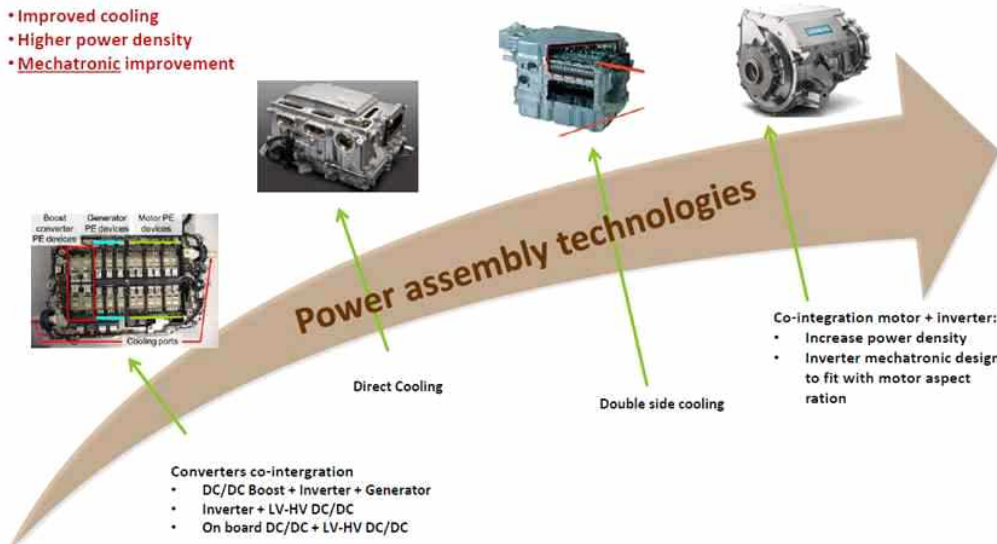 • Improved cooling
• Higher power density
• Mechatronic improvement
Boost converter PE devices
Generator PE devices
Motor PE devices
Cooling ports
Power assembly technologies
Direct Cooling
Double side cooling
Co-integration motor + inverter:
• Increase power density
• Inverter mechatronic design
to fit with motor aspect
ration
Converters co-intergration
• DC/DC Boost + Inverter + Generator
• Inverter + LV-HV DC/DC
• On board DC/DC + LV-HV DC/DC